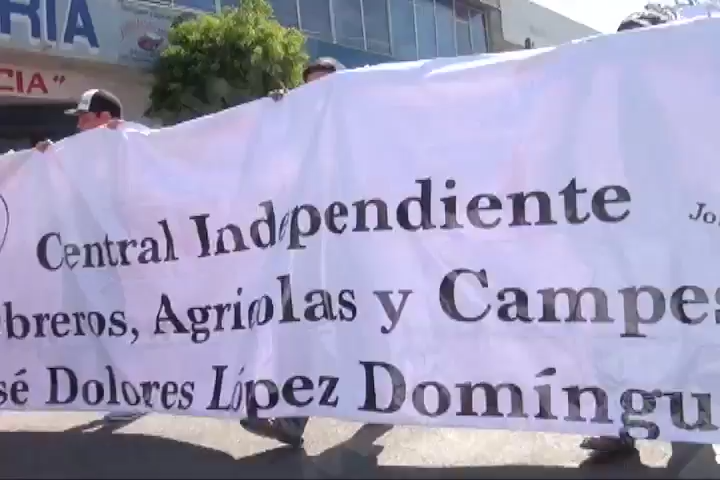 RIA
CIA"
Central Independiente
breros, Agrícolas y Campes
sé Dolores López Domíngu
Jo